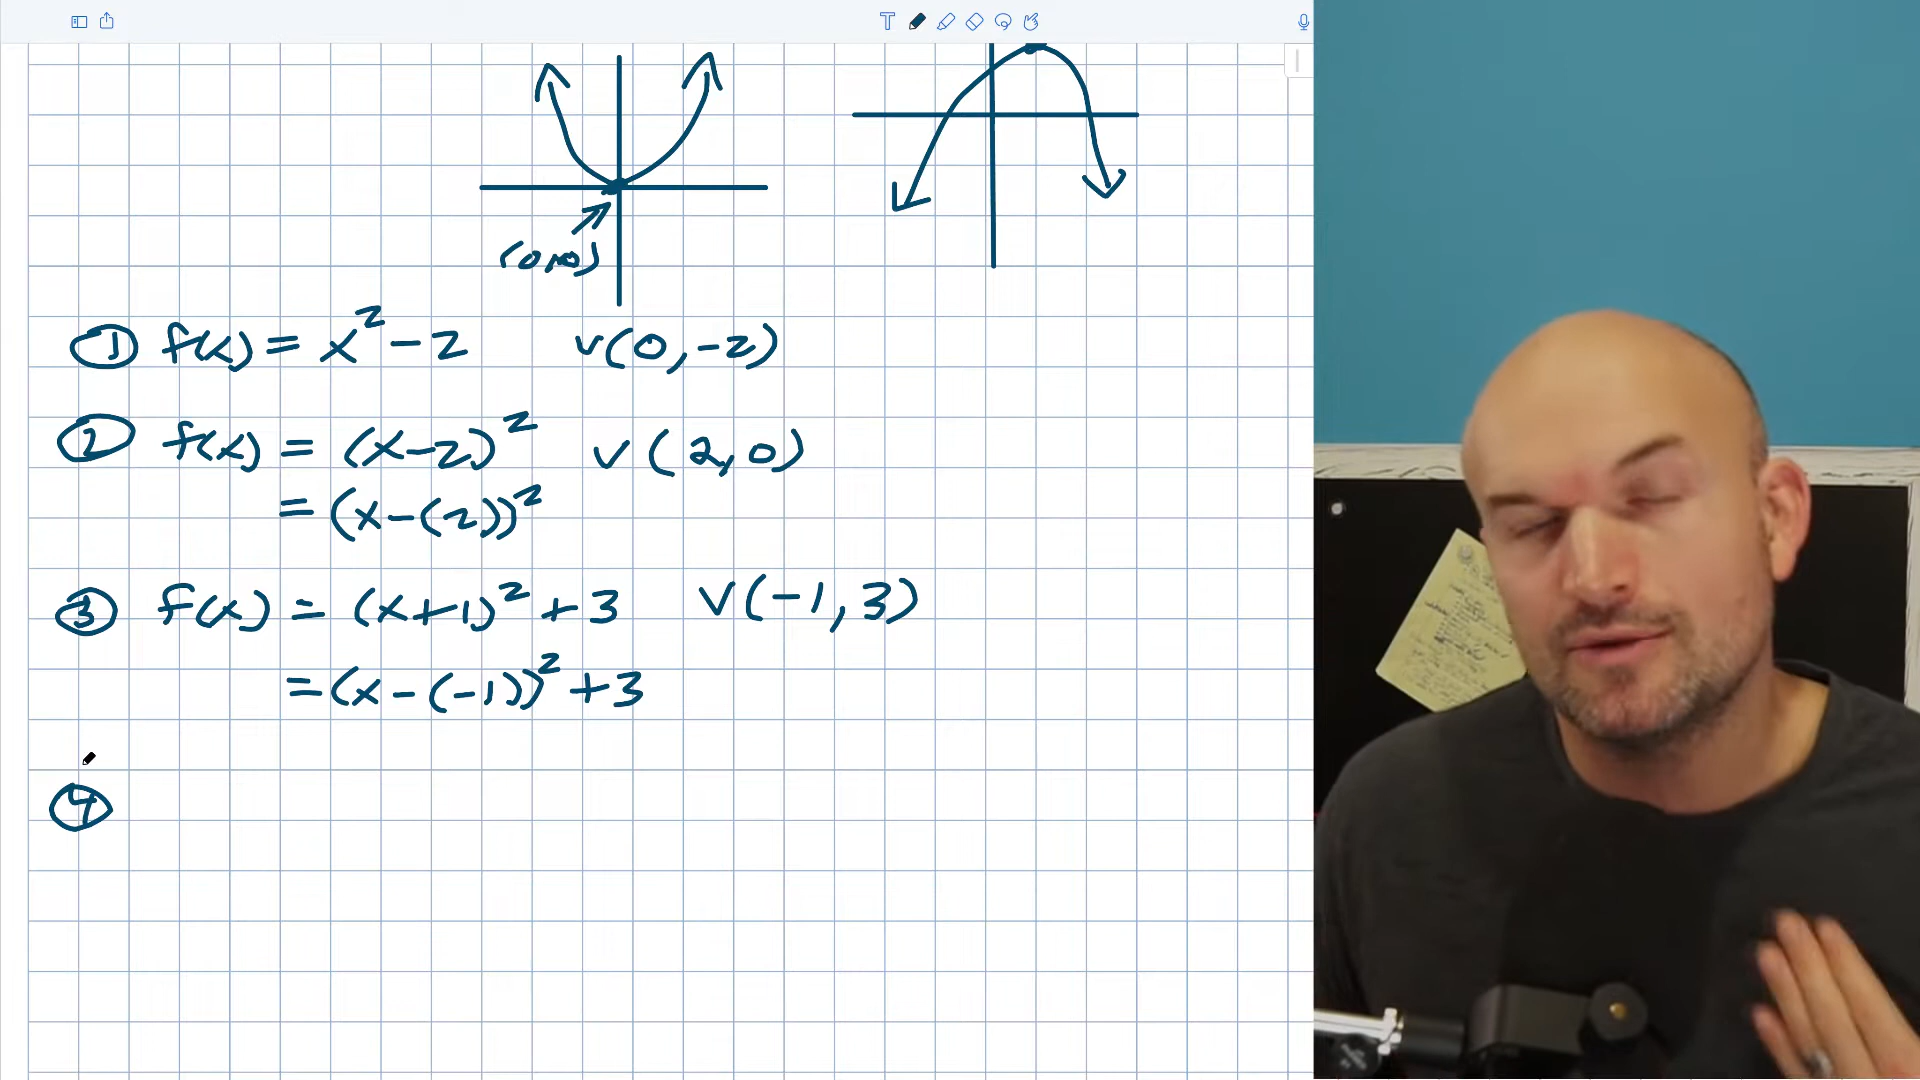 (0,0)
① f(x) = x² - 2 v(0, -2)
② f(x) = (x-2)² v(2, 0)
= (x-(2))²
③ f(x) = (x+1)² + 3 v(-1, 3)
= (x-(-1))² + 3
④